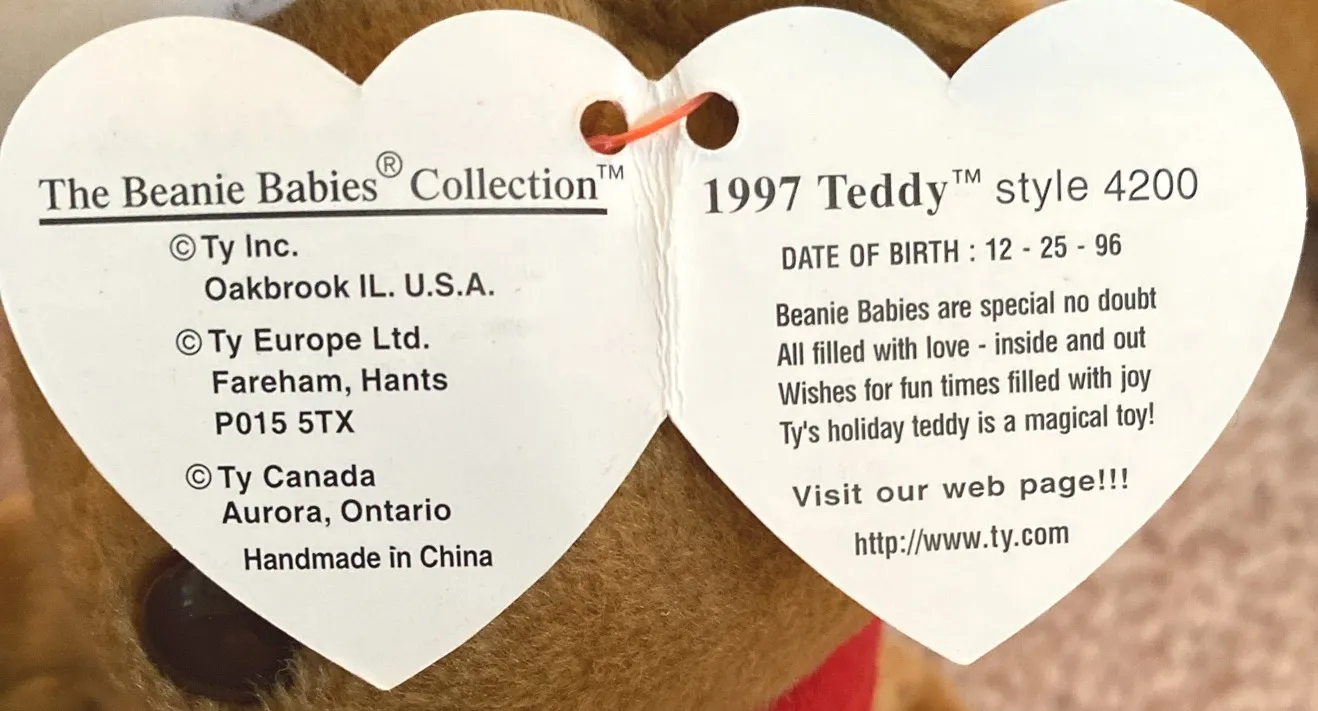 The Beanie Babies® Collection™
©Ty Inc.
Oakbrook IL. U.S.A.
©Ty Europe Ltd.
Fareham, Hants
P015 5TX
©Ty Canada
Aurora, Ontario
Handmade in China
1997 Teddy™ style 4200
DATE OF BIRTH : 12 - 25 - 96
Beanie Babies are special no doubt
All filled with love - inside and out
Wishes for fun times filled with joy
Ty's holiday teddy is a magical toy!
Visit our web page!!!
http://www.ty.com